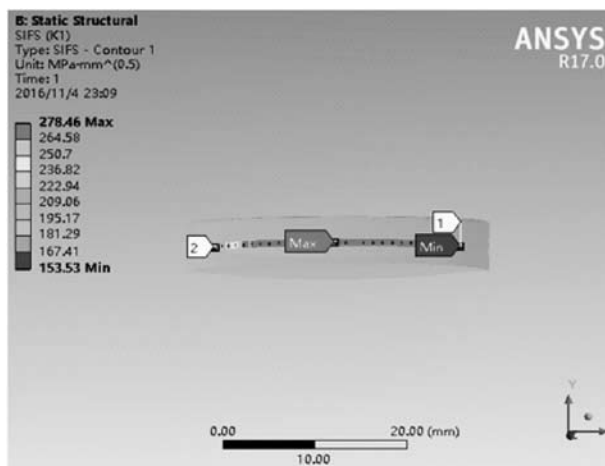 B: Static Structural
SIFS (K1)
Type: SIFS - Contour 1
Unit: MPa·mm^(0.5)
Time: 1
2016/11/4 23:09
ANSYS
R17.0
278.46 Max
264.58
250.7
236.82
222.94
209.06
195.17
181.29
167.41
153.53 Min
1
2
Max
Min
Y
0.00
20.00 (mm)
10.00